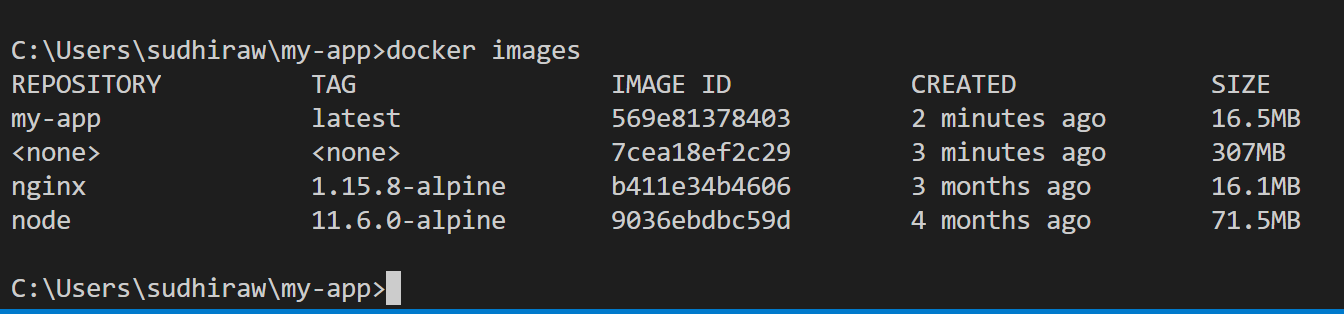 C:\Users\sudhiraw\my-app>docker images
REPOSITORY TAG IMAGE ID CREATED SIZE
my-app latest 569e81378403 2 minutes ago 16.5MB
<none> <none> 7cea18ef2c29 3 minutes ago 307MB
nginx 1.15.8-alpine b411e34b4606 3 months ago 16.1MB
node 11.6.0-alpine 9036ebdbc59d 4 months ago 71.5MB
C:\Users\sudhiraw\my-app>